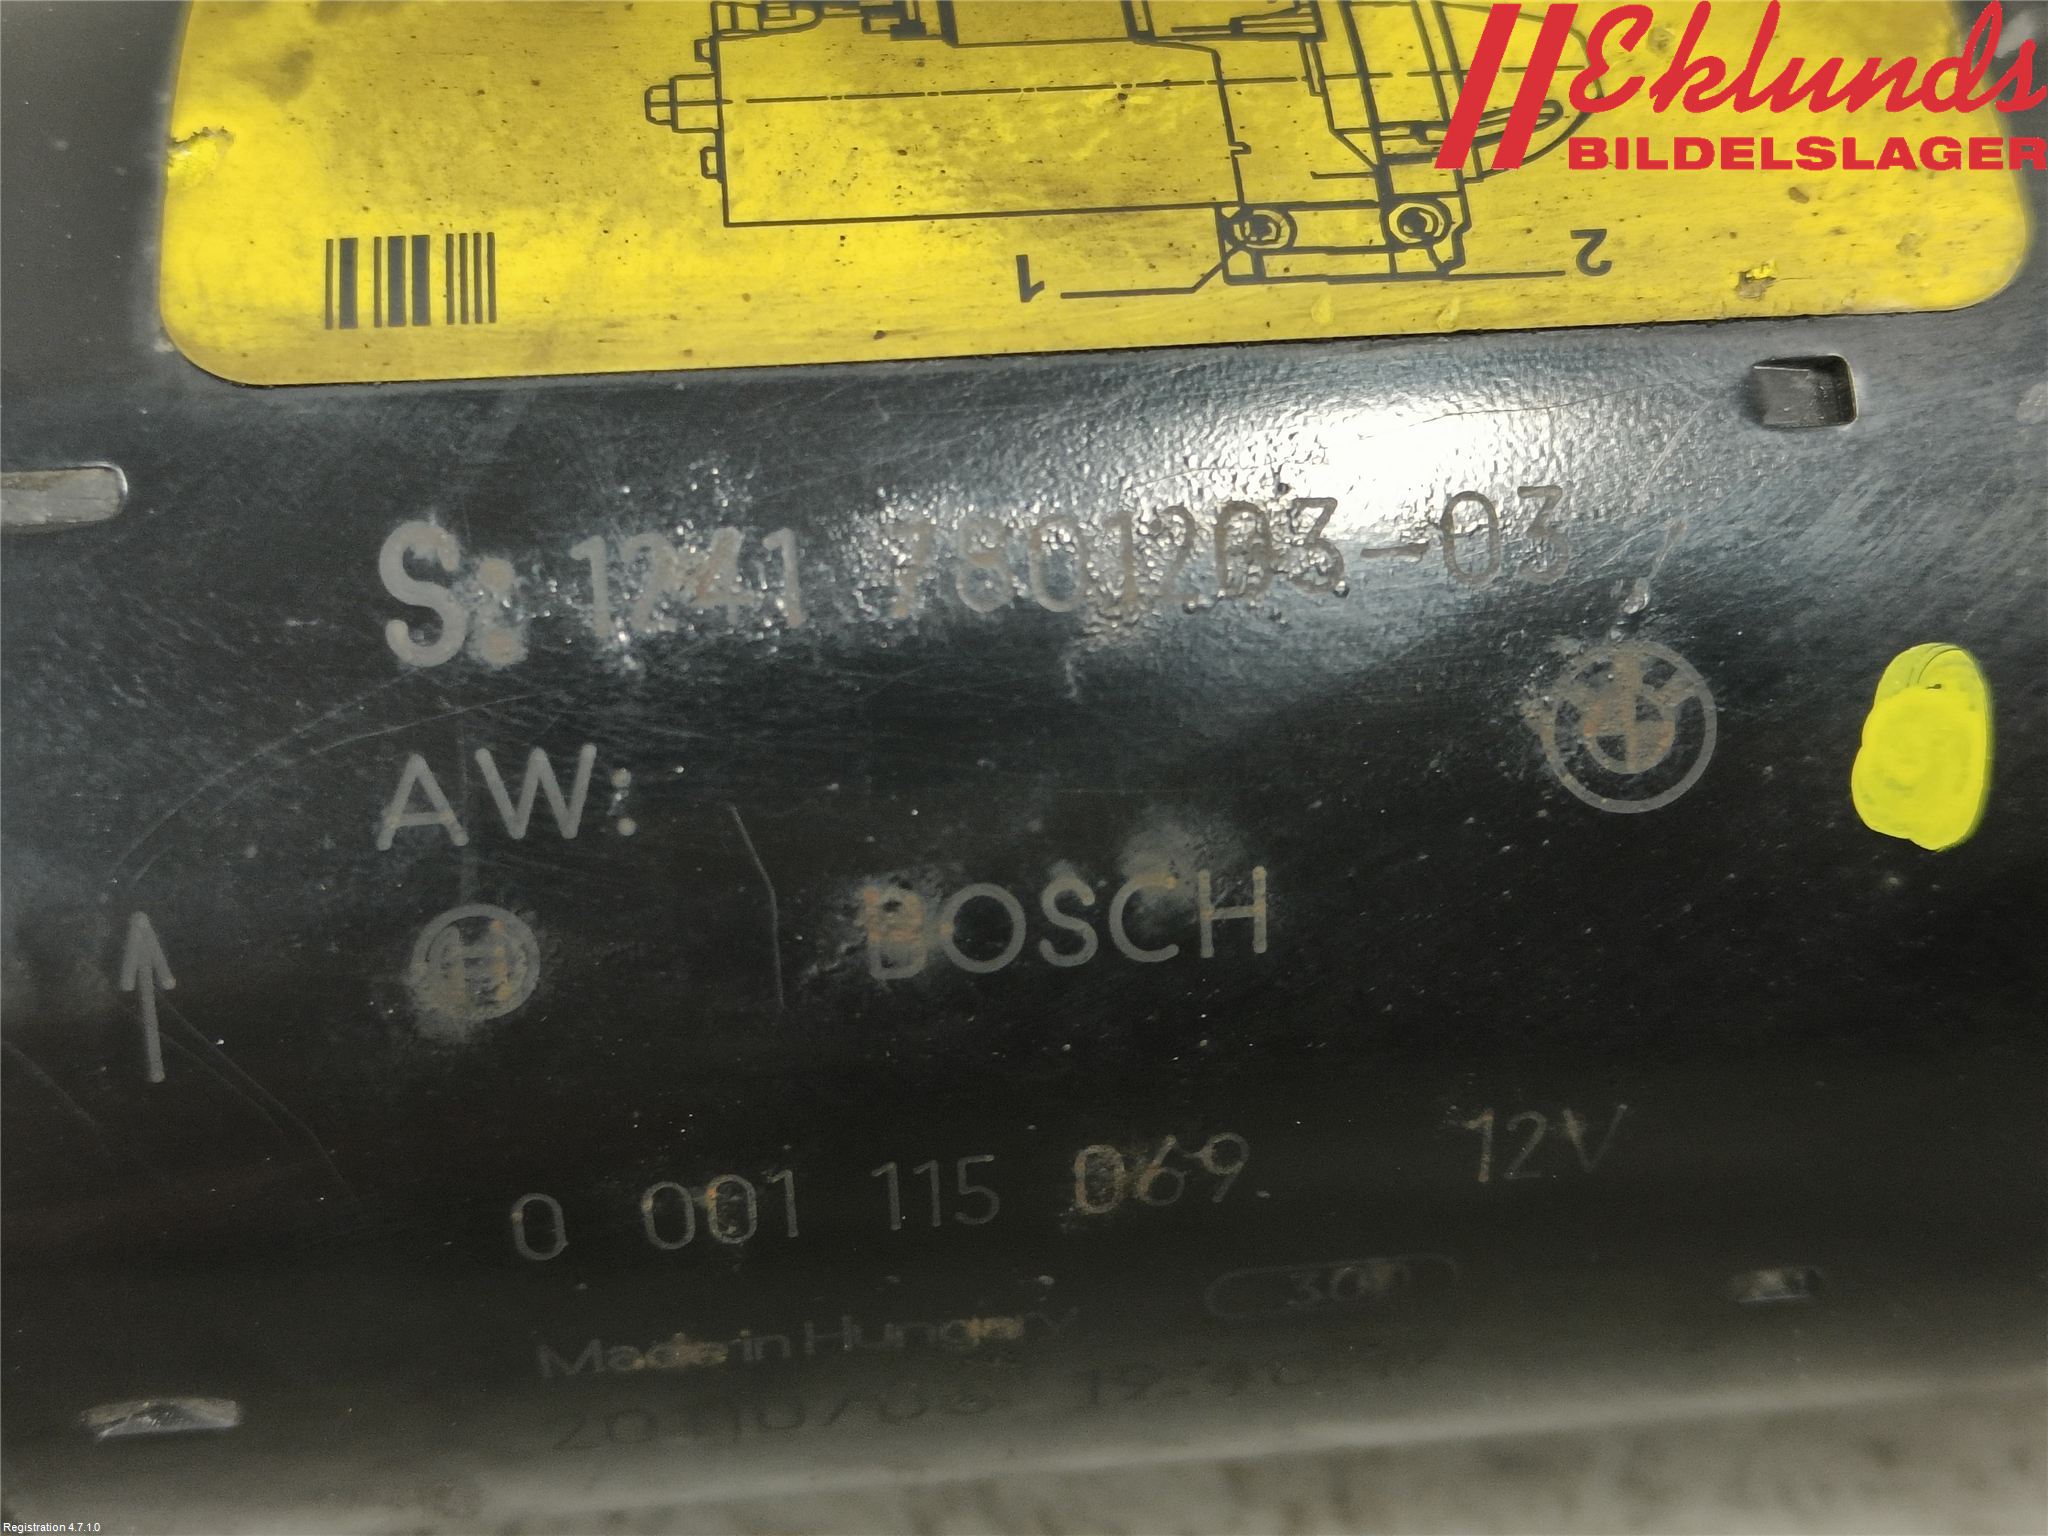 Eklunds
BILDELSLAGER
1
2
S: 1241 7801203-03
AW:
BOSCH
0 001 115 069 12V
Made in Hungary
Registration 4.7.1.0